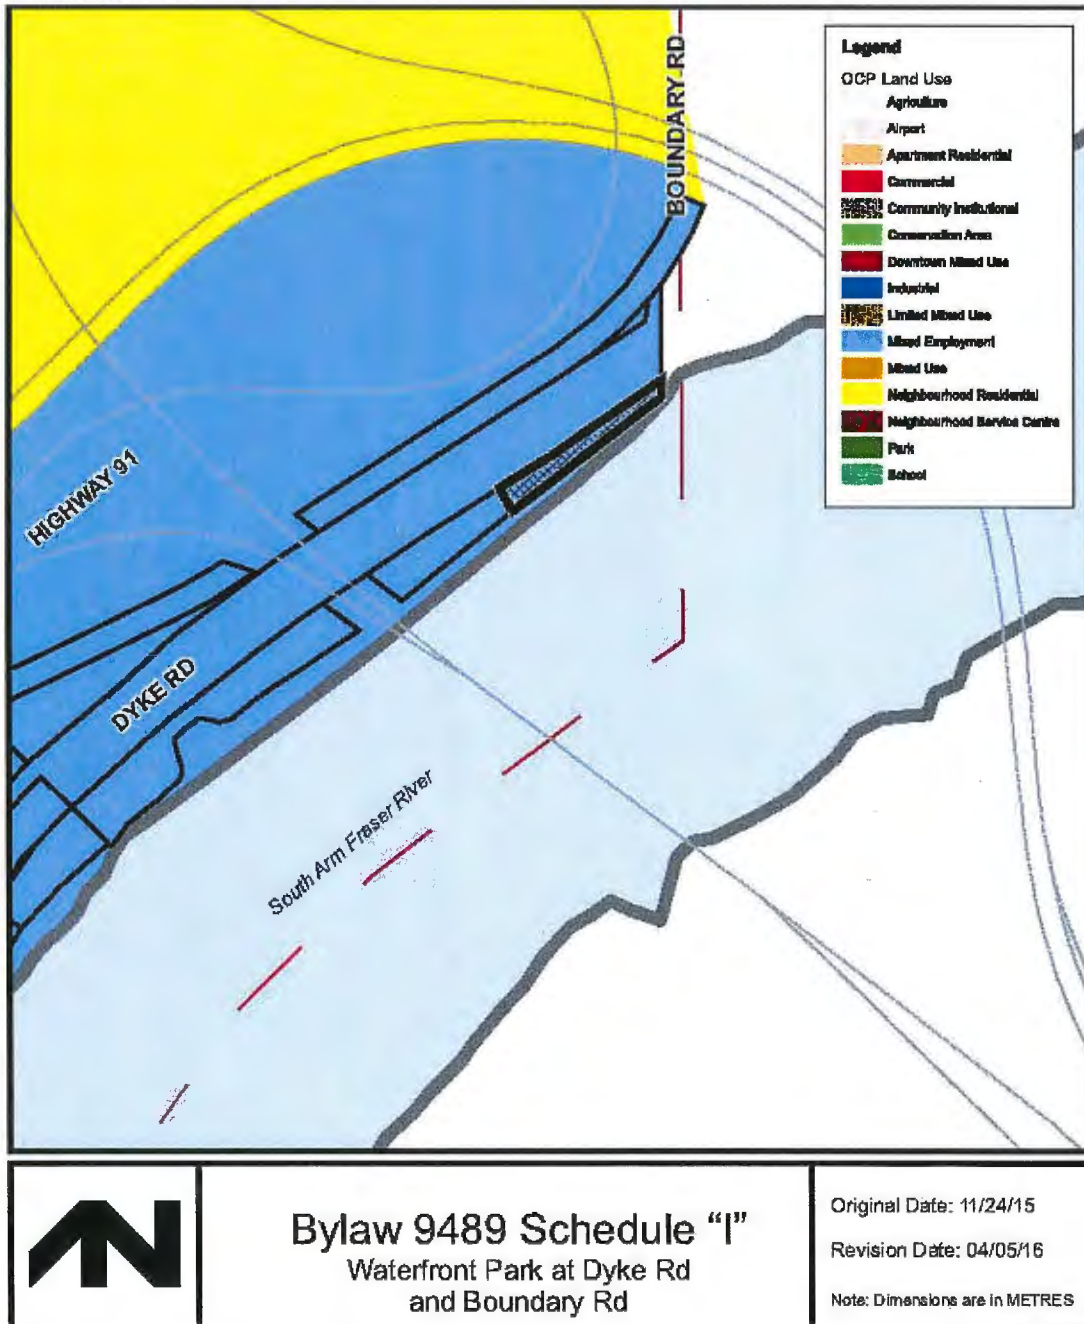 BOUNDARY RD
HIGHWAY 91
DYKE RD
South Arm Fraser River
Legend
OCP Land Use
Agriculture
Airport
Apartment Residential
Commercial
Community Institutional
Conservation Area
Downtown Mixed Use
Industrial
Limited Mixed Use
Mixed Employment
Mixed Use
Neighbourhood Residential
Neighbourhood Service Centre
Park
School
Bylaw 9489 Schedule “I”
Waterfront Park at Dyke Rd
and Boundary Rd
Original Date: 11/24/15
Revision Date: 04/05/16
Note: Dimensions are in METRES